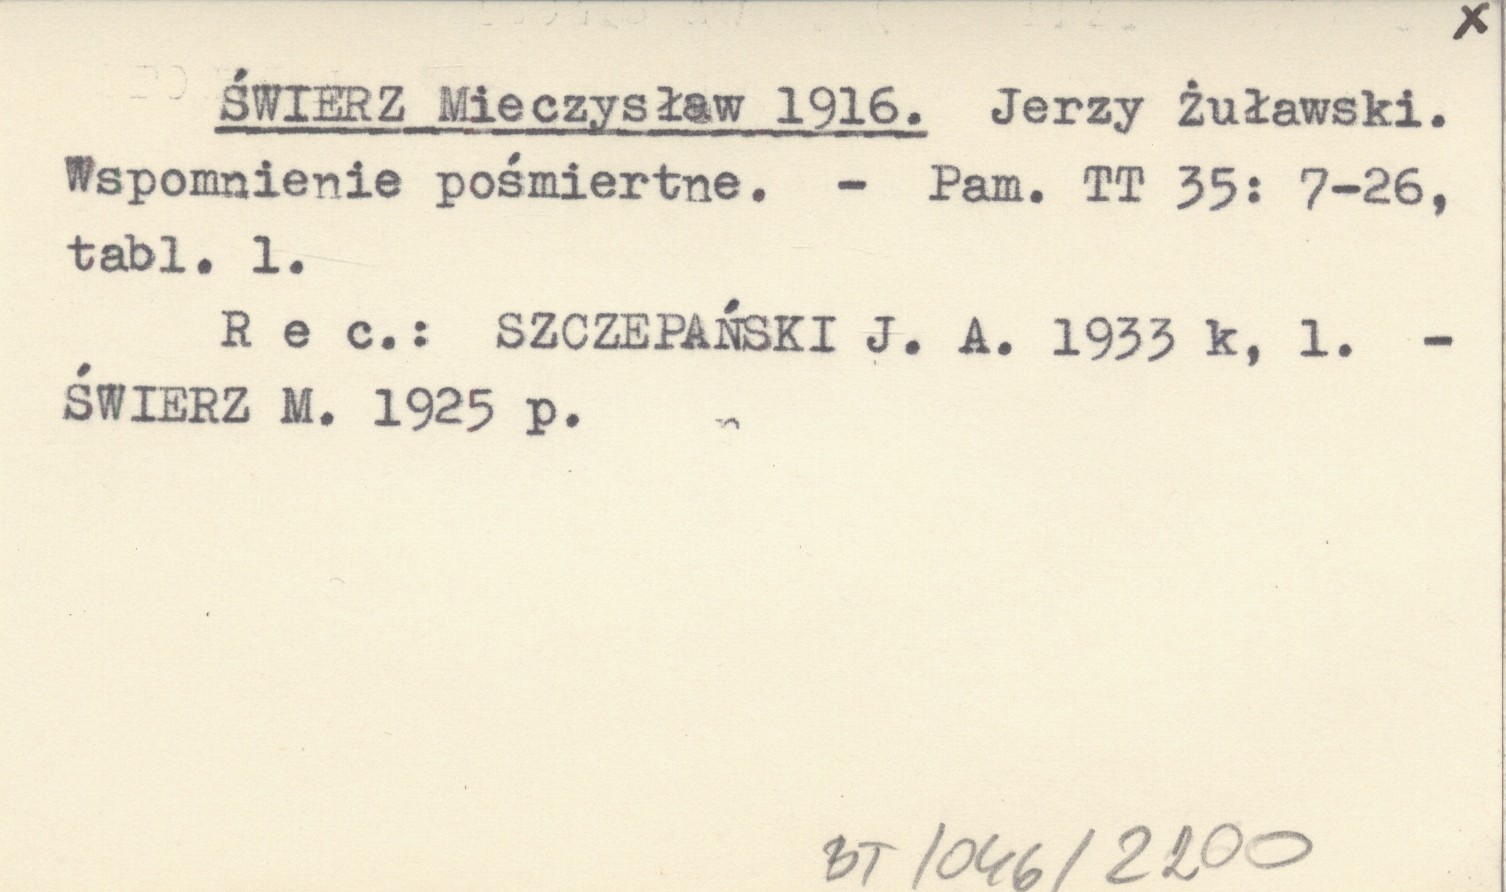 x
ŚWIERZ Mieczysław 1916. Jerzy Żuławski.
Wspomnienie pośmiertne. - Pam. TT 35: 7-26,
tabl. 1.
R e c.: SZCZEPAŃSKI J. A. 1933 k, l. -
ŚWIERZ M. 1925 p.
BT/046/2200